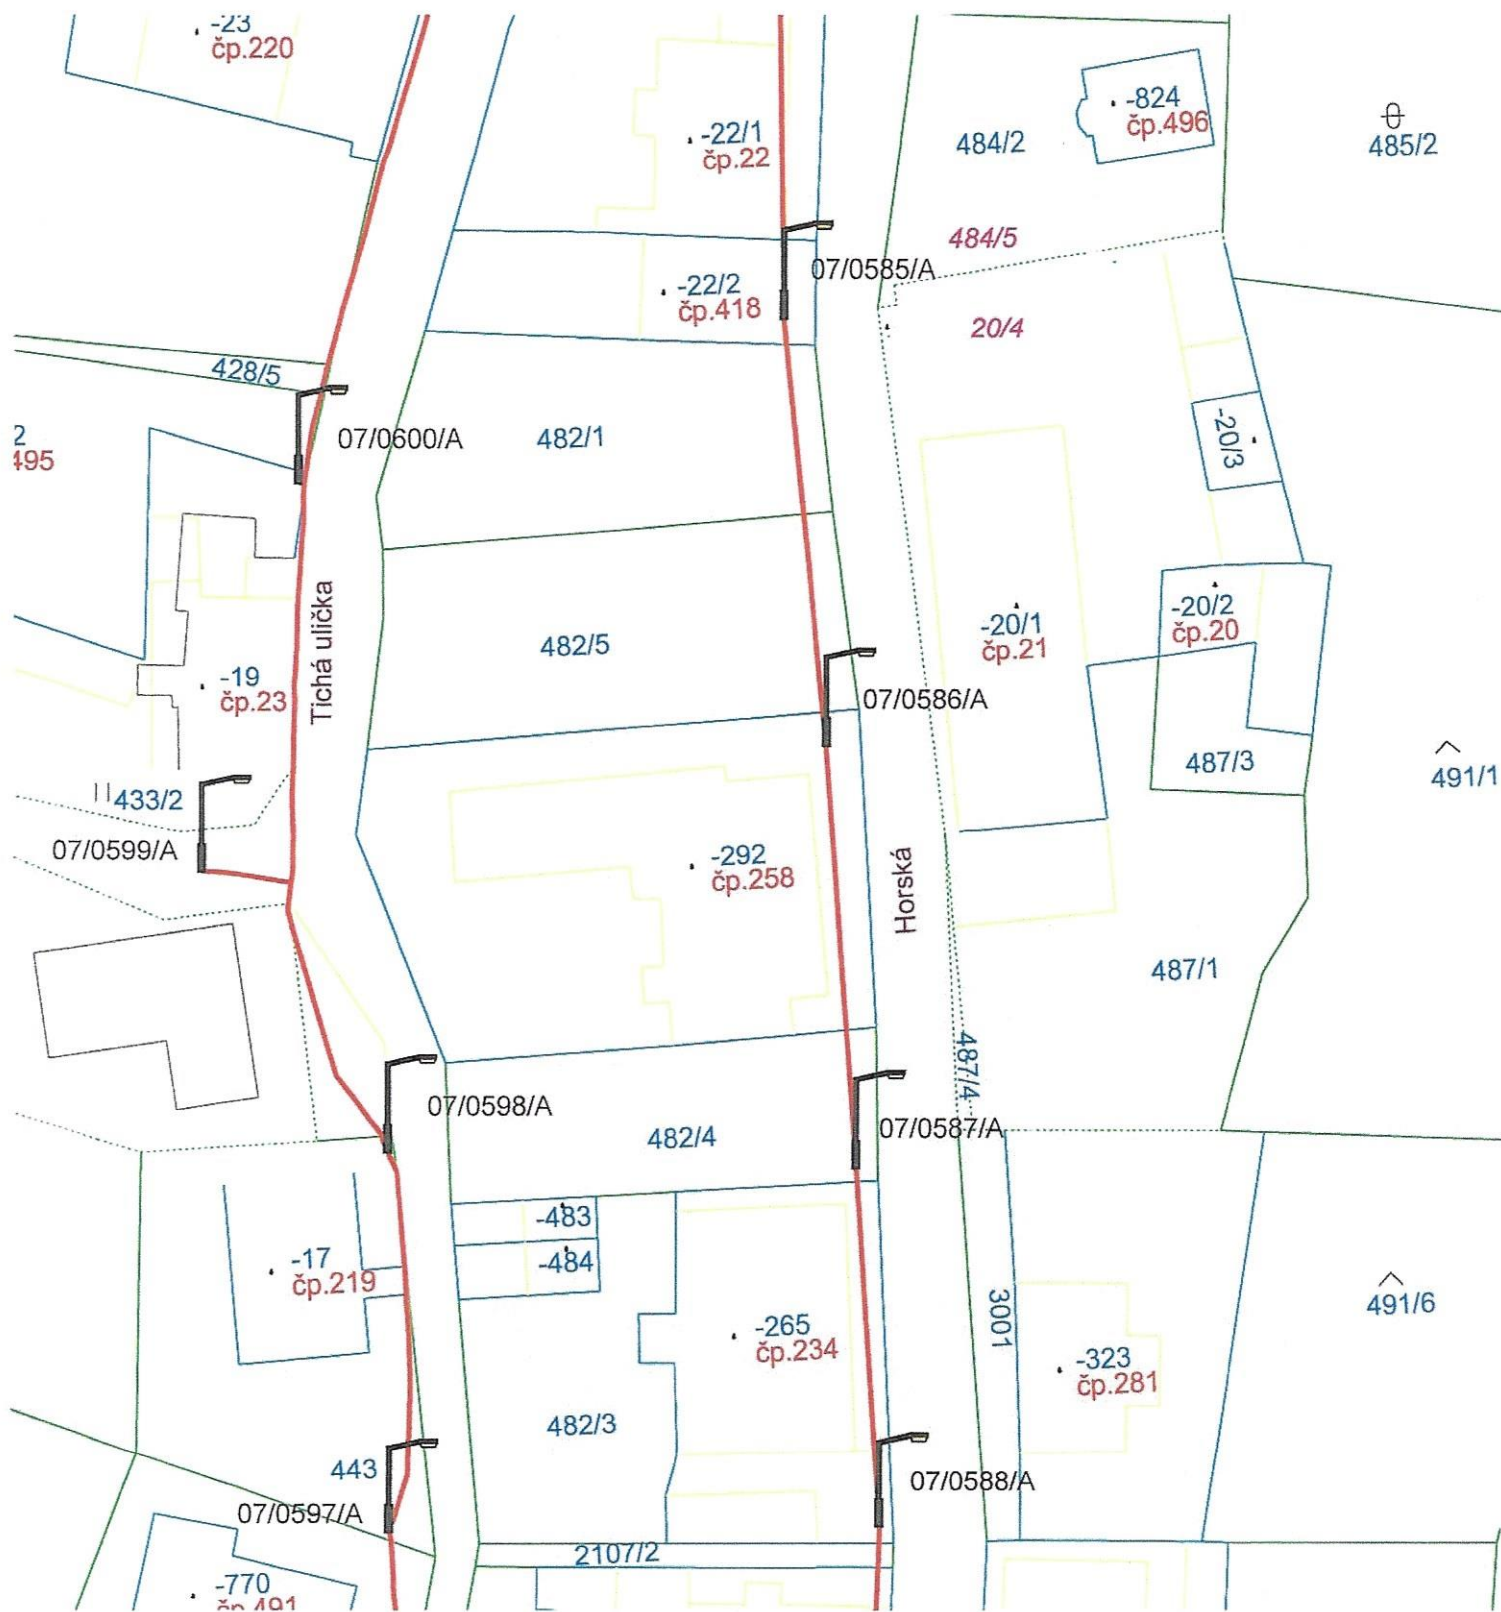 -23
čp.220
-824
čp.496
-22/1
čp.22
484/2
485/2
484/5
07/0585/A
-22/2
čp.418
20/4
428/5
07/0600/A
482/1
-20/3
2
495
Tichá ulička
482/5
-20/1
čp.21
-20/2
čp.20
-19
čp.23
07/0586/A
487/3
491/1
433/2
07/0599/A
-292
čp.258
Horská
487/1
487/4
07/0598/A
482/4
07/0587/A
-483
-484
-17
čp.219
3001
491/6
-265
čp.234
-323
čp.281
482/3
443
07/0597/A
07/0588/A
2107/2
-770
čp.491